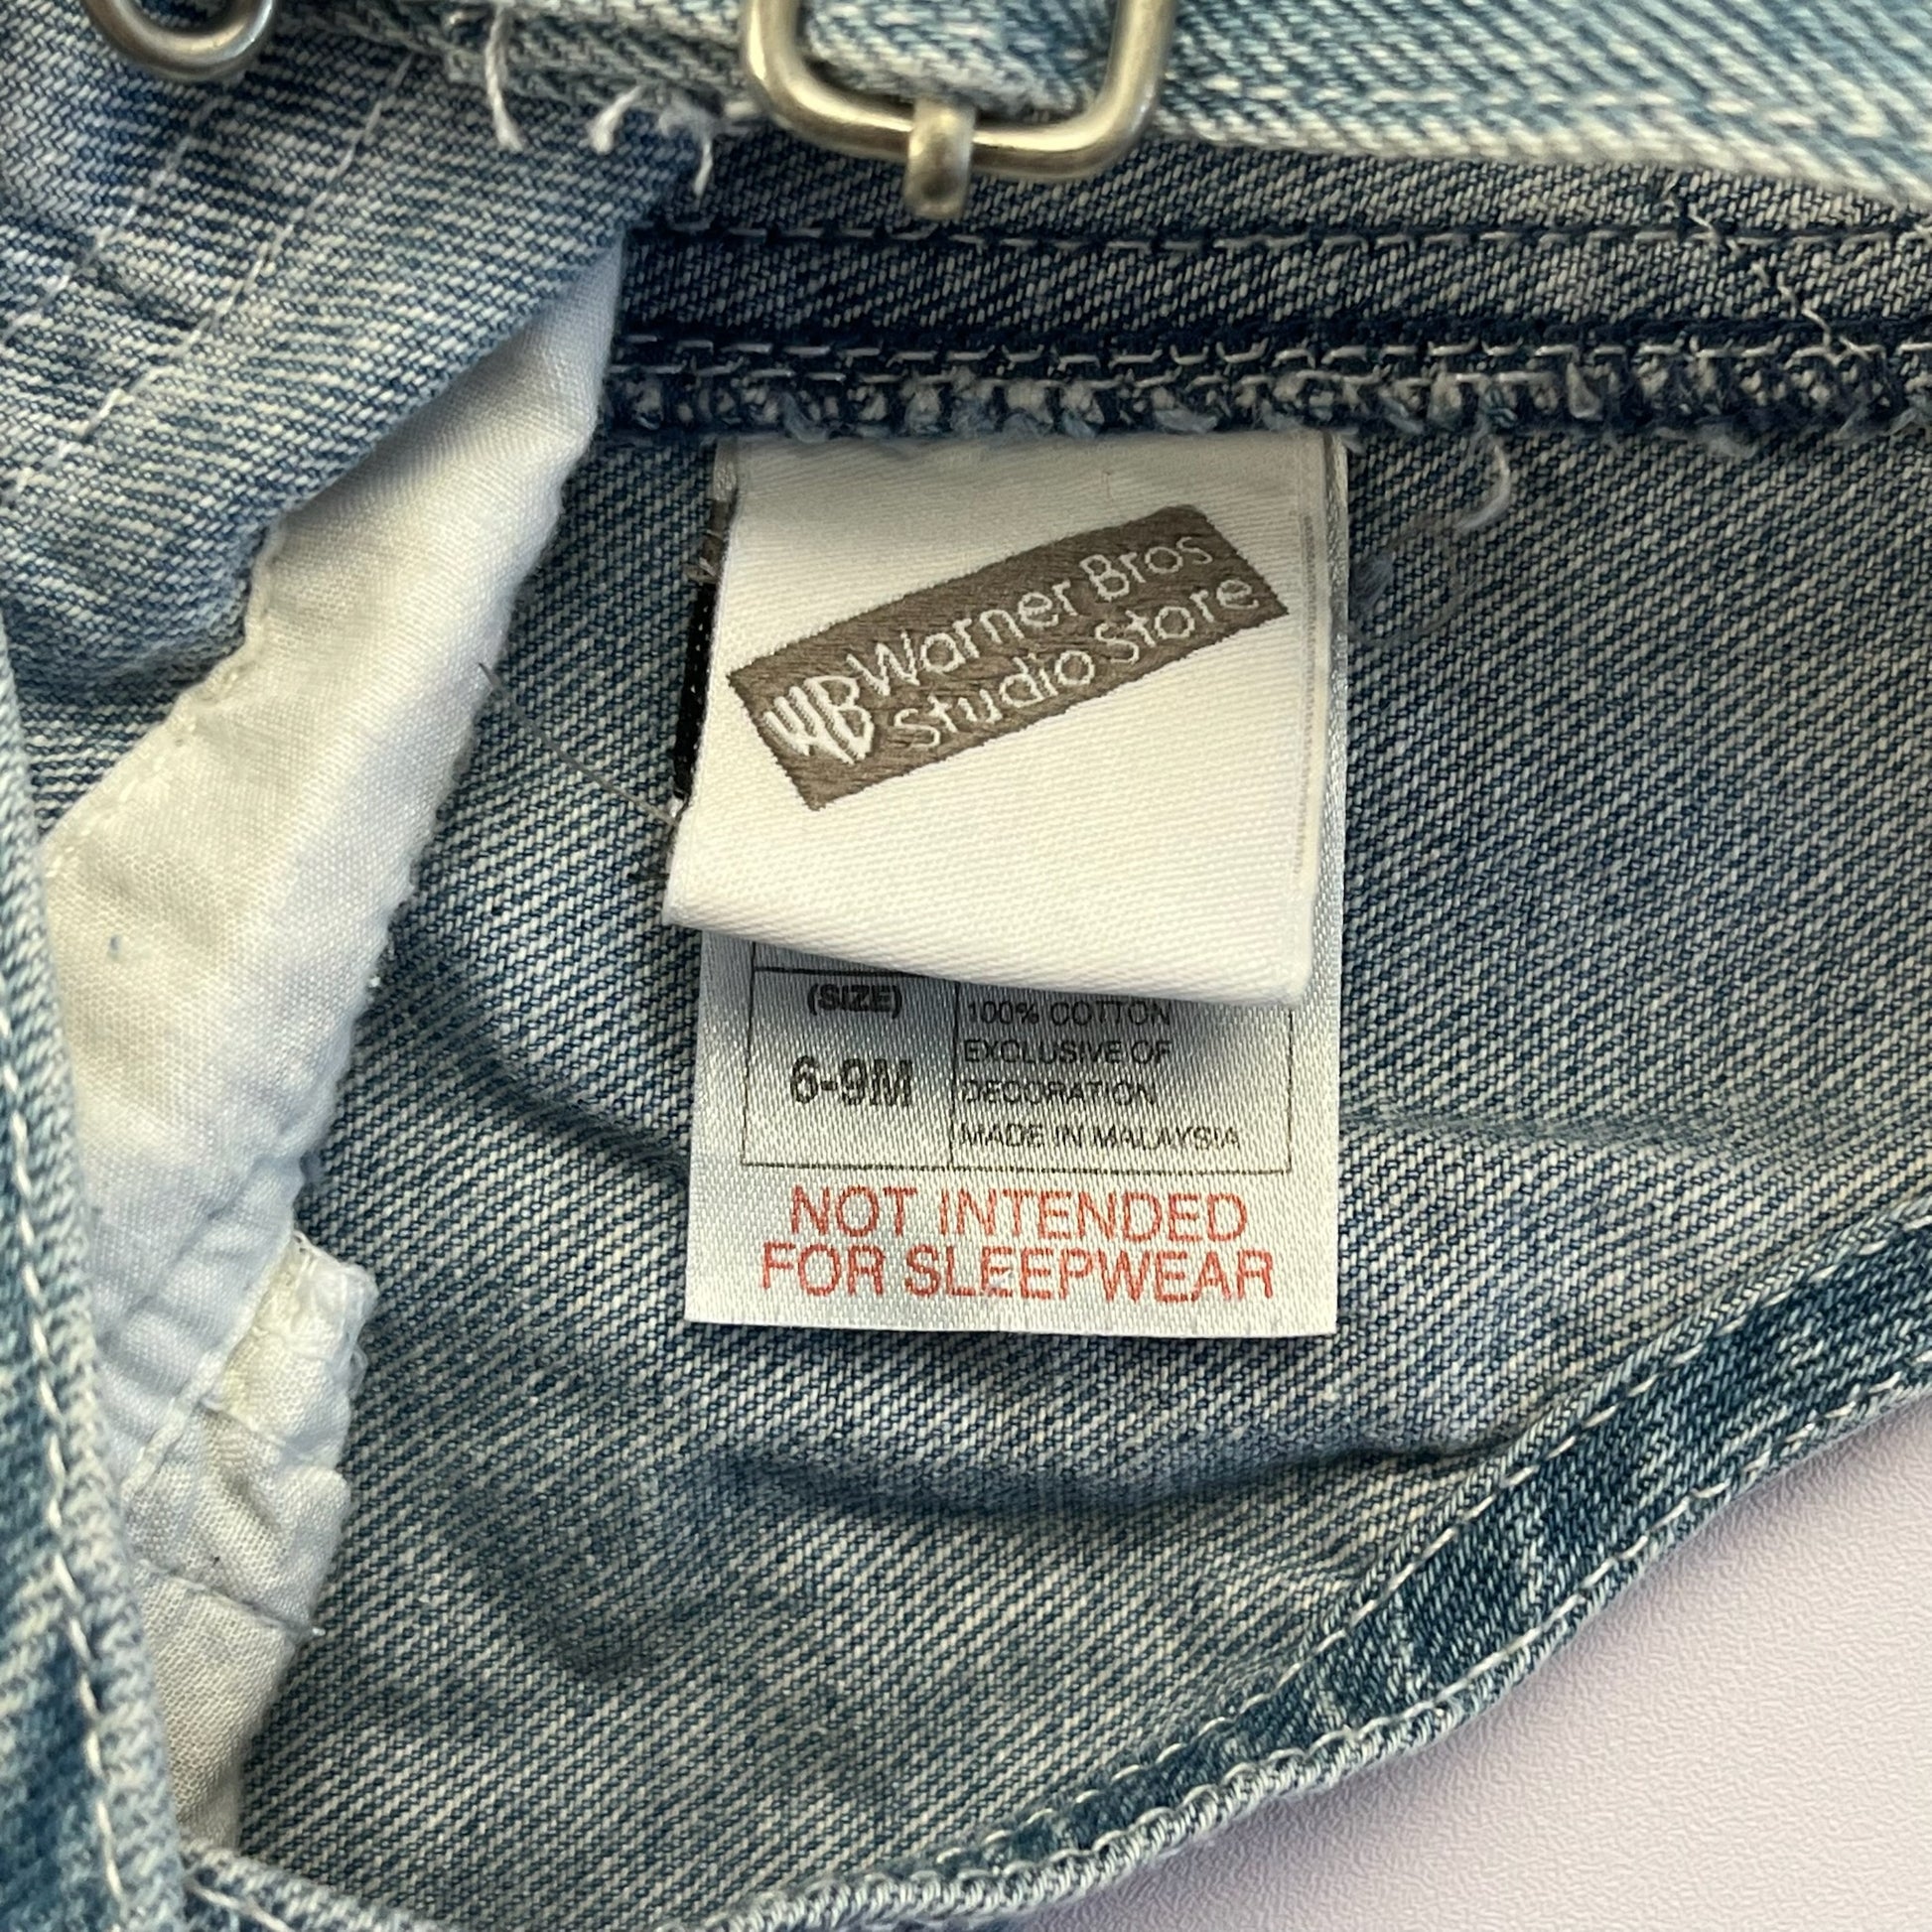 WB Warner Bros
Studio Store
(SIZE)
6-9M
100% COTTON
EXCLUSIVE OF
DECORATION
MADE IN MALAYSIA
NOT INTENDED
FOR SLEEPWEAR